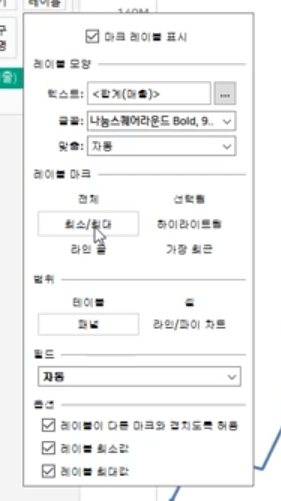 140M
테이블
마크 레이블 표시
레이블 모양
텍스트: <합계(매출)> ...
글꼴: 나눔스퀘어라운드 Bold, 9..
맞춤: 자동
레이블 마크
전체 선택됨
최소/최대 하이라이트됨
라인 끝 가장 최근
범위
테이블 셀
패널 라인/파이 차트
필드
자동
옵션
레이블이 다른 마크와 겹치도록 허용
레이블 최소값
레이블 최대값